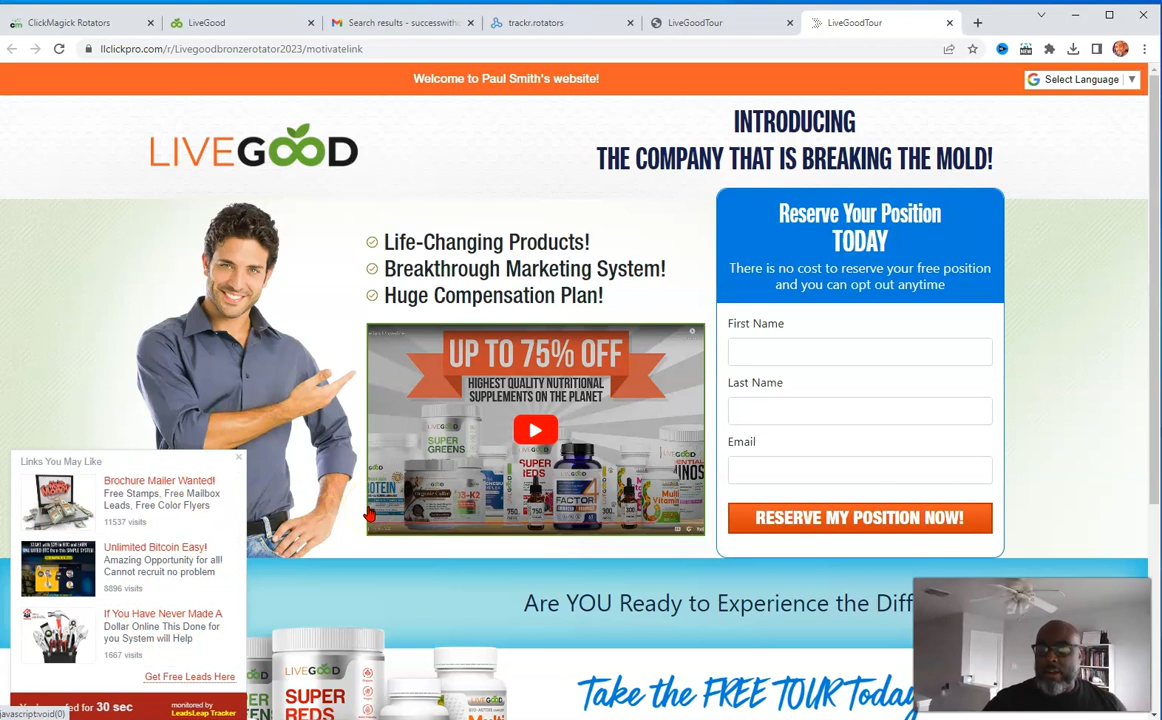 ClickMagick Rotators
LiveGood
Search results - successwith
trackr.rotators
LiveGoodTour
LiveGoodTour
llclickpro.com/r/Livegoodbronzerotator2023/motivatelink
Welcome to Paul Smith's website!
Select Language
LIVEGOOD
INTRODUCING
THE COMPANY THAT IS BREAKING THE MOLD!
Life-Changing Products!
Breakthrough Marketing System!
Huge Compensation Plan!
UP TO 75% OFF
HIGHEST QUALITY NUTRITIONAL
SUPPLEMENTS ON THE PLANET
SUPER
GREENS
SUPER
REDS
FACTOR
Reserve Your Position
TODAY
There is no cost to reserve your free position
and you can opt out anytime
First Name
Last Name
Email
RESERVE MY POSITION NOW!
Links You May Like
Brochure Mailer Wanted!
Free Stamps, Free Mailbox
Leads, Free Color Flyers
11537 visits
Unlimited Bitcoin Easy!
Amazing Opportunity for all!
Cannot recruit no problem
8896 visits
If You Have Never Made A
Dollar Online This Done for
you System will Help
1667 visits
Get Free Leads Here
for 30 sec
monitored by
LeadsLeap Tracker
javascript:void(0)
Are YOU Ready to Experience the Diff
LIVEGOOD
SUPER
REDS
Take the FREE TOUR Today